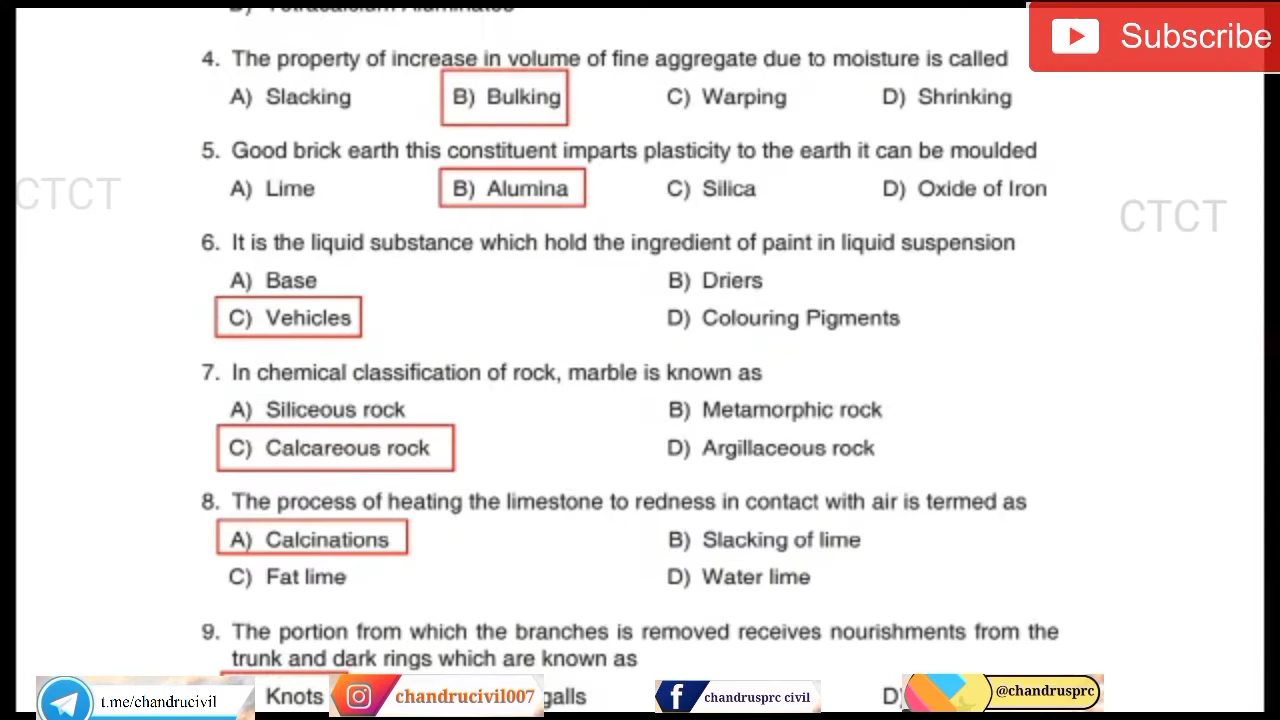 Subscribe
4. The property of increase in volume of fine aggregate due to moisture is called
A) Slacking B) Bulking C) Warping D) Shrinking
5. Good brick earth this constituent imparts plasticity to the earth it can be moulded
A) Lime B) Alumina C) Silica D) Oxide of Iron
CTCT
CTCT
6. It is the liquid substance which hold the ingredient of paint in liquid suspension
A) Base B) Driers
C) Vehicles D) Colouring Pigments
7. In chemical classification of rock, marble is known as
A) Siliceous rock B) Metamorphic rock
C) Calcareous rock D) Argillaceous rock
8. The process of heating the limestone to redness in contact with air is termed as
A) Calcinations B) Slacking of lime
C) Fat lime D) Water lime
9. The portion from which the branches is removed receives nourishments from the
trunk and dark rings which are known as
Knots galls D)
t.me/chandrucivil chandrucivil007 chandrusprc civil @chandrusprc